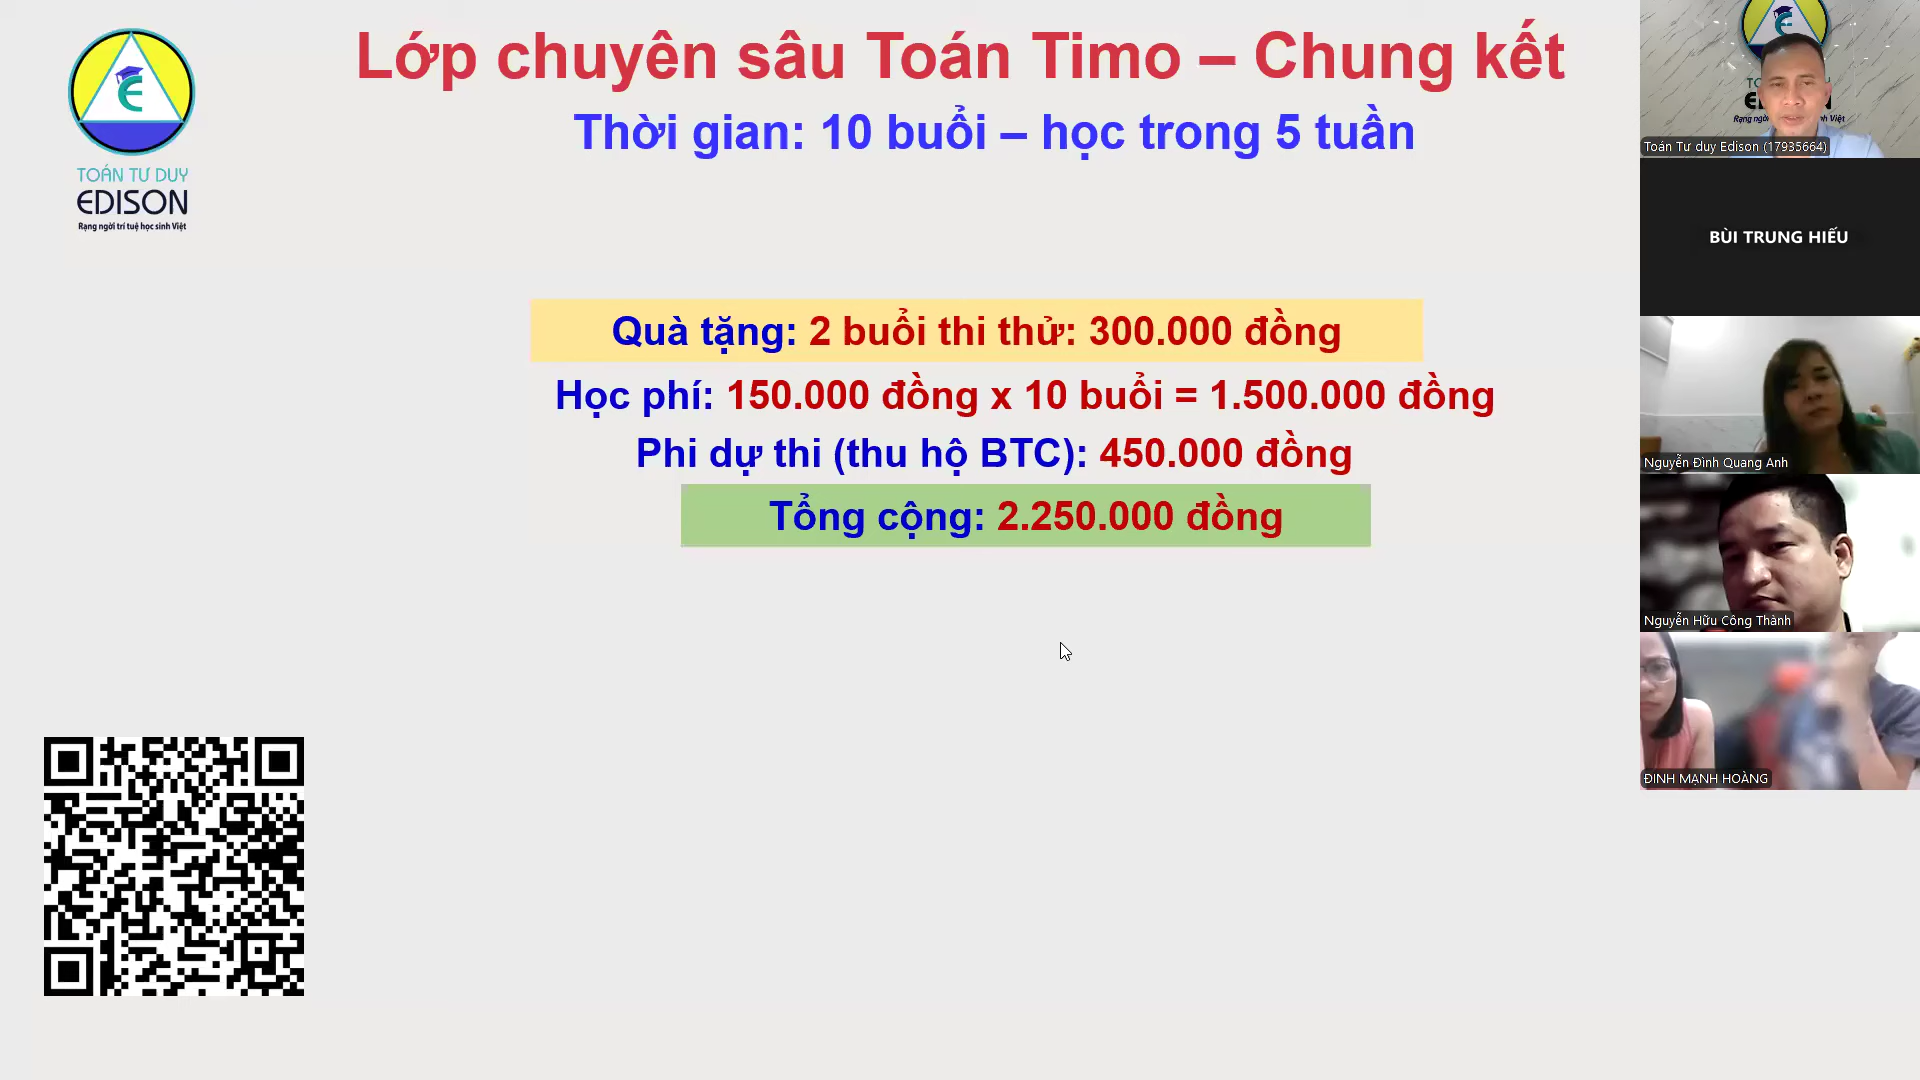 Lớp chuyên sâu Toán Timo – Chung kết
Thời gian: 10 buổi – học trong 5 tuần
TOÁN TƯ DUY
EDISON
Rạng ngời trí tuệ học sinh Việt
Quà tặng: 2 buổi thi thử: 300.000 đồng
Học phí: 150.000 đồng x 10 buổi = 1.500.000 đồng
Phi dự thi (thu hộ BTC): 450.000 đồng
Tổng cộng: 2.250.000 đồng
Toán Tư duy Edison (17935664)
BÙI TRUNG HIẾU
Nguyễn Đình Quang Anh
Nguyễn Hữu Công Thành
ĐINH MẠNH HOÀNG